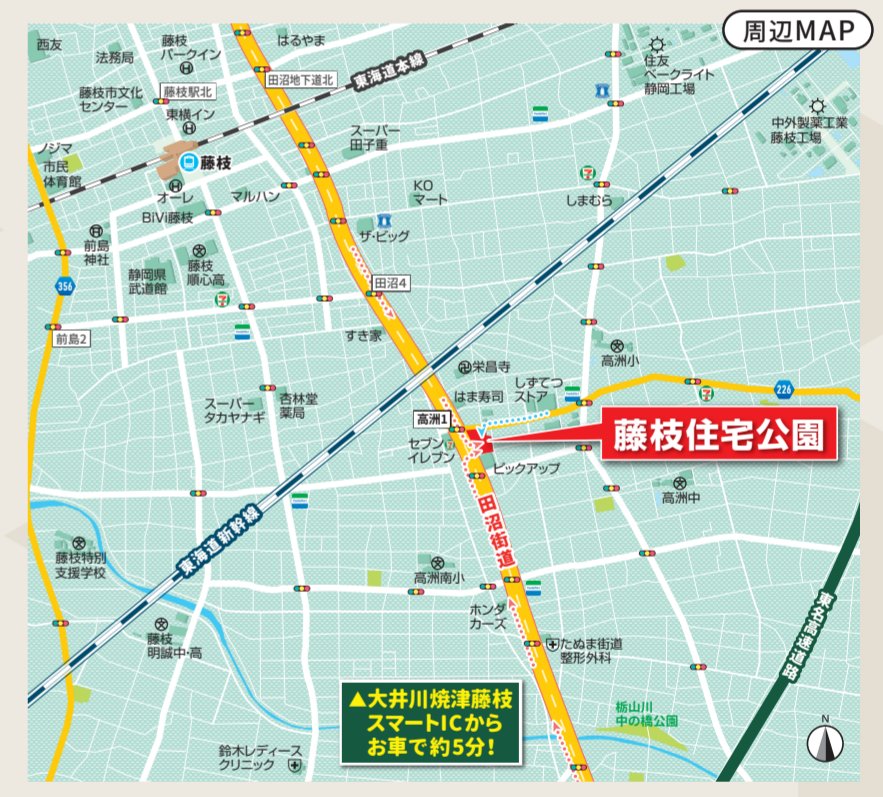 周辺MAP
西友
法務局
藤枝
パークイン
はるやま
田沼地下道北
東海道本線
住友
ベークライト
静岡工場
藤枝市文化
センター
藤枝駅北
東横イン
中外製薬工業
藤枝工場
スーパー
田子重
ノジマ
市民
体育館
藤枝
オーレ
マルハン
KO
マート
しまむら
BiVi藤枝
ザ・ビッグ
前島
神社
藤枝
順心高
静岡県
武道館
田沼4
356
前島2
すき家
高洲小
栄昌寺
しずてつ
ストア
はま寿司
226
スーパー
タカヤナギ
杏林堂
薬局
高洲1
藤枝住宅公園
セブン
イレブン
ピックアップ
高洲中
田沼街道
東海道新幹線
藤枝特別
支援学校
高洲南小
ホンダ
カーズ
東名高速道路
藤枝
明誠中・高
たぬま街道
整形外科
▲大井川焼津藤枝
スマートICから
お車で約5分!
栃山川
中の橋公園
N
鈴木レディース
クリニック